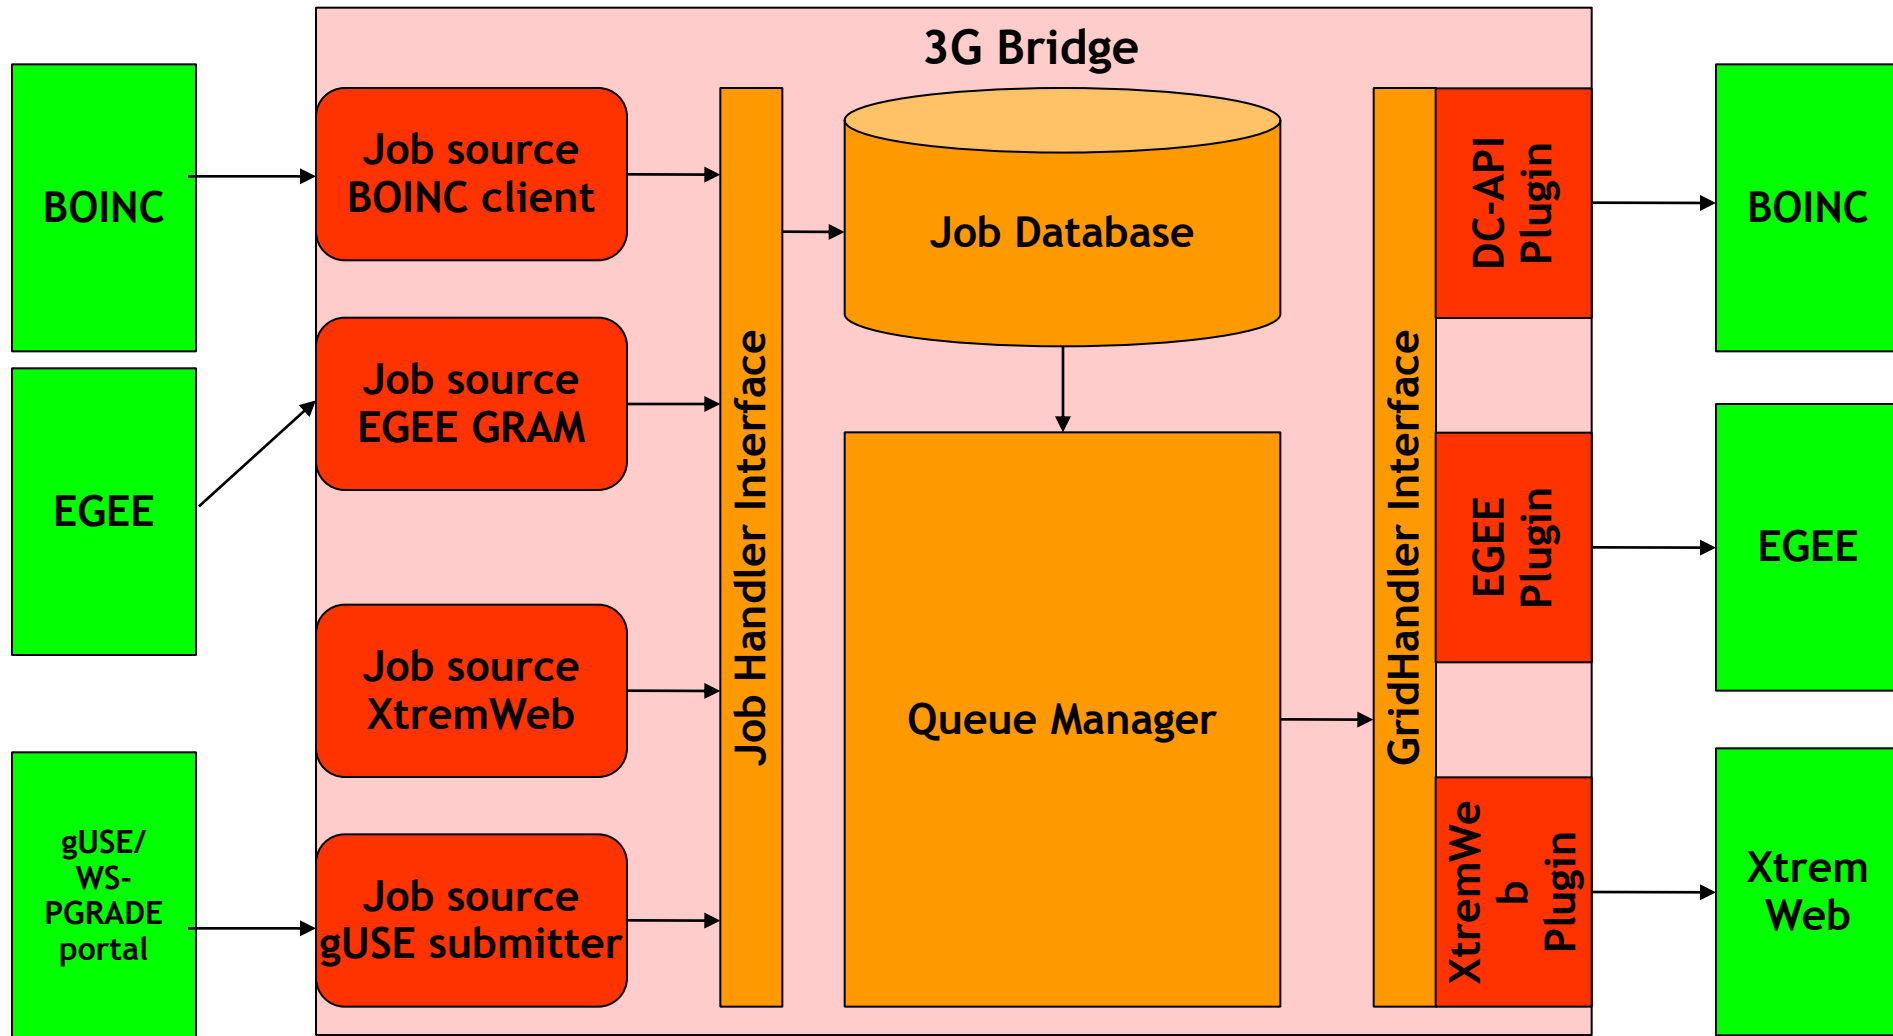 3G Bridge
BOINC
EGEE
gUSE/
WS-
PGRADE
portal
Job source
BOINC client
Job source
EGEE GRAM
Job source
XtremWeb
Job source
gUSE submitter
Job Handler Interface
Job Database
Queue Manager
GridHandler Interface
DC-API
Plugin
EGEE
Plugin
XtremWe
b
Plugin
BOINC
EGEE
Xtrem
Web